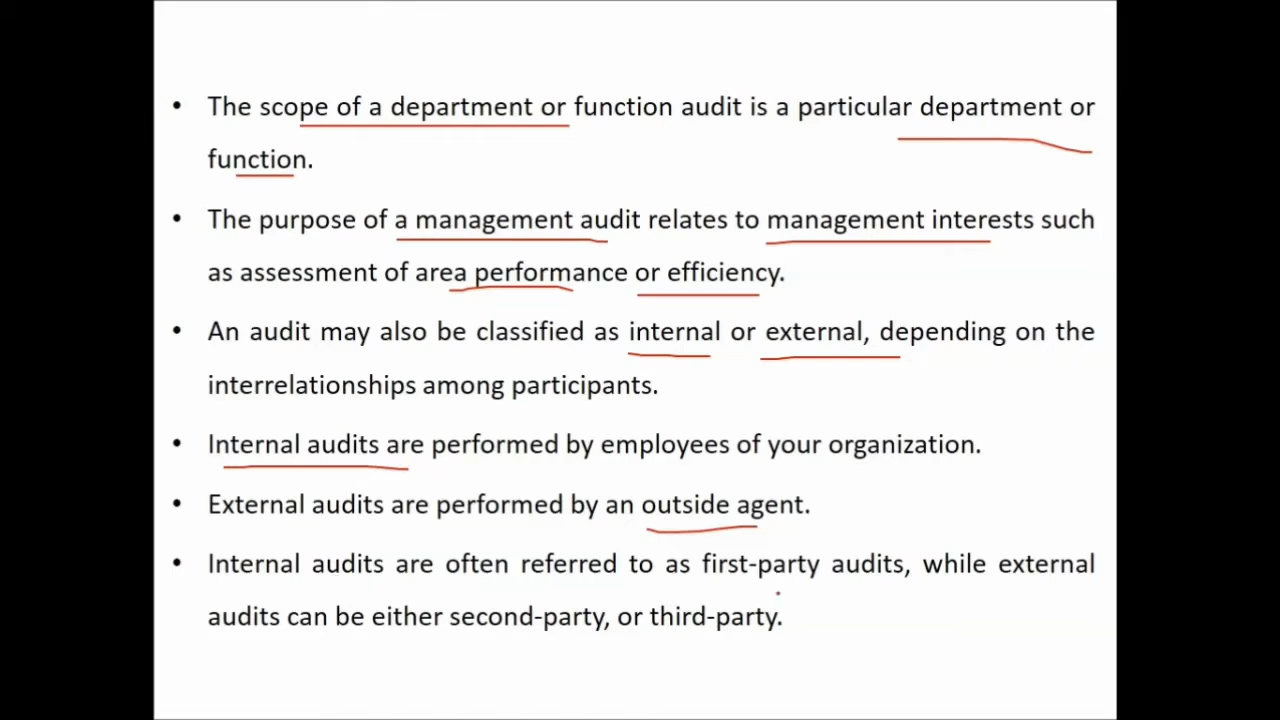 • The scope of a department or function audit is a particular department or
function.
• The purpose of a management audit relates to management interests such
as assessment of area performance or efficiency.
• An audit may also be classified as internal or external, depending on the
interrelationships among participants.
• Internal audits are performed by employees of your organization.
• External audits are performed by an outside agent.
• Internal audits are often referred to as first-party audits, while external
audits can be either second-party, or third-party.